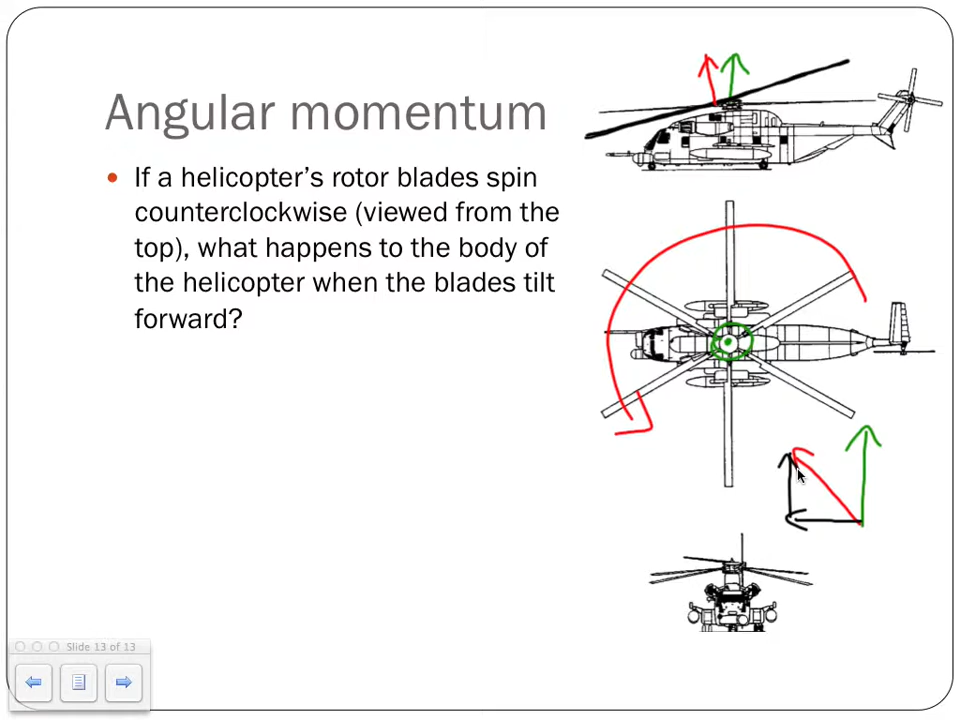 Angular momentum
• If a helicopter’s rotor blades spin
counterclockwise (viewed from the
top), what happens to the body of
the helicopter when the blades tilt
forward?
Slide 13 of 13